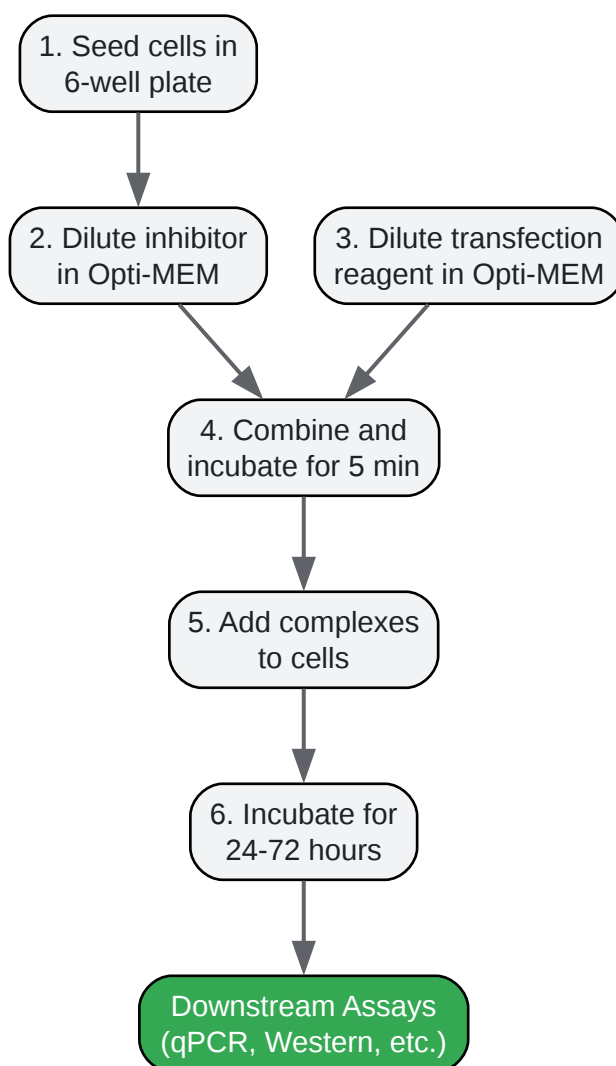 1. Seed cells in
6-well plate
2. Dilute inhibitor
in Opti-MEM
3. Dilute transfection
reagent in Opti-MEM
4. Combine and
incubate for 5 min
5. Add complexes
to cells
6. Incubate for
24-72 hours
Downstream Assays
(qPCR, Western, etc.)